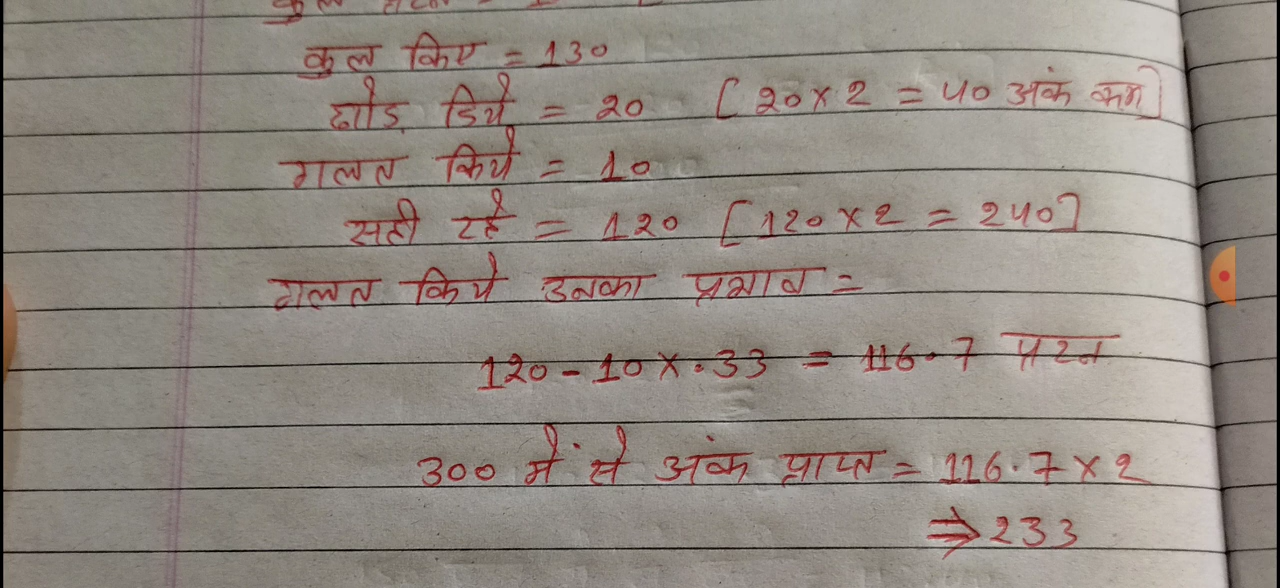 कुल किए = 130
छोड़ दिये = 20 [20×2 = 40 अंक कम]
गलत किये = 10
सही रहे = 120 [120×2 = 240]
गलत किये उनका प्रभाव =
120 - 10×.33 = 116.7 प्रश्न
300 में से अंक प्राप्त = 116.7×2
⇒ 233